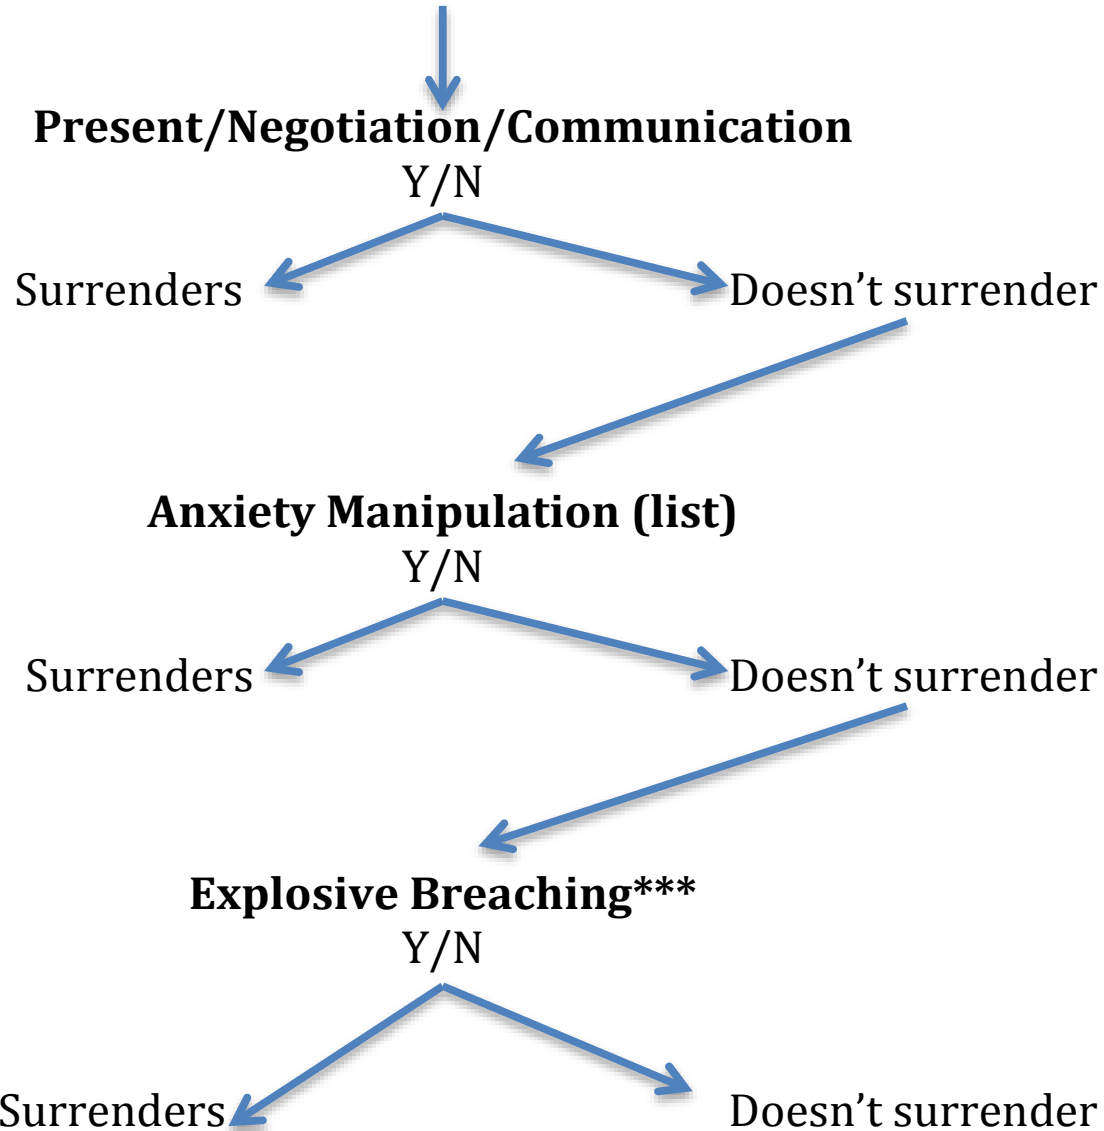 Present/Negotiation/Communication
Y/N
Surrenders Doesn’t surrender
Anxiety Manipulation (list)
Y/N
Surrenders Doesn’t surrender
Explosive Breaching***
Y/N
Surrenders Doesn’t surrender